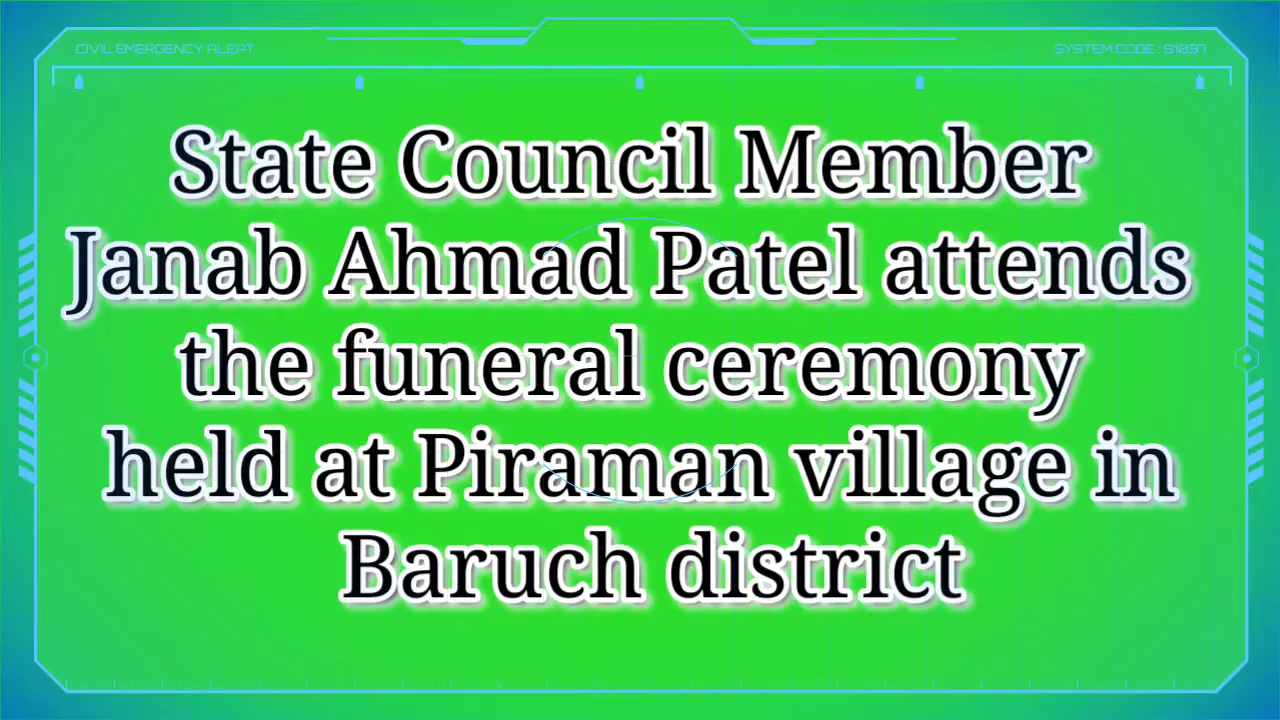 CIVIL EMERGENCY ALERT
SYSTEM CODE : 91097
State Council Member
Janab Ahmad Patel attends
the funeral ceremony
held at Piraman village in
Baruch district